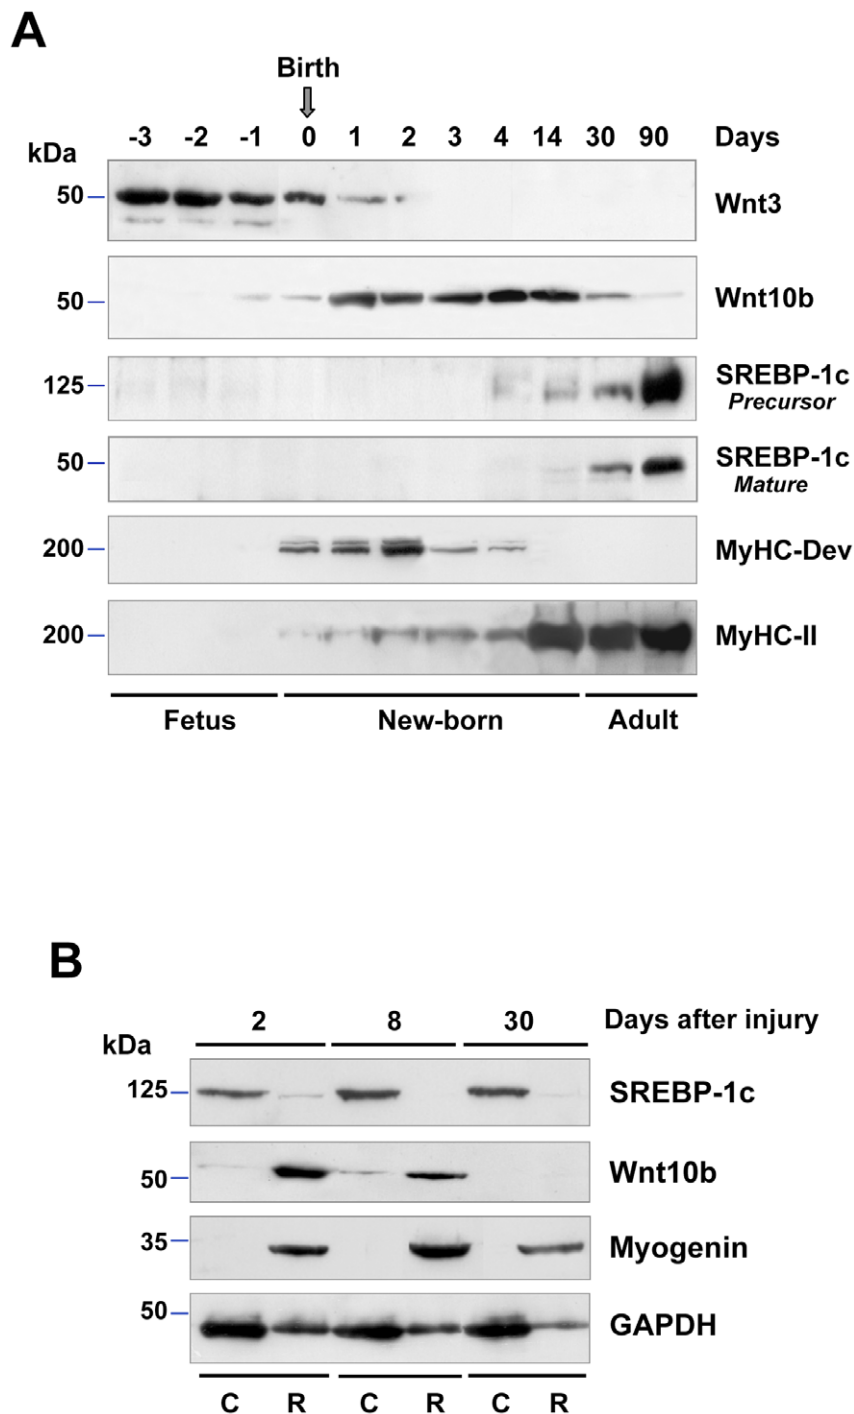 A
Birth
-3 -2 -1 0 1 2 3 4 14 30 90 Days
kDa
50 Wnt3
50 Wnt10b
125 SREBP-1c
Precursor
50 SREBP-1c
Mature
200 MyHC-Dev
200 MyHC-II
Fetus New-born Adult
B
2 8 30 Days after injury
kDa
125 SREBP-1c
50 Wnt10b
35 Myogenin
50 GAPDH
C R C R C R